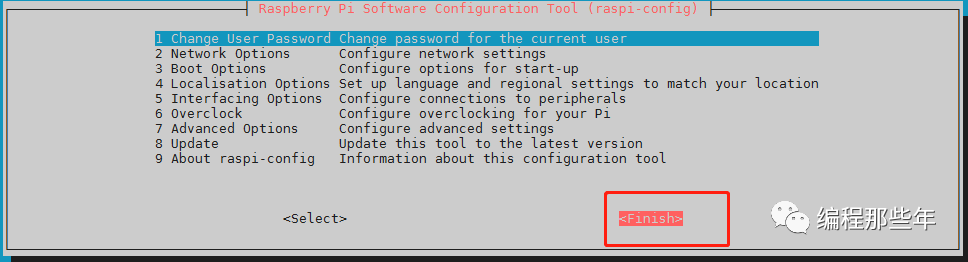 Raspberry Pi Software Configuration Tool (raspi-config)
1 Change User Password Change password for the current user
2 Network Options Configure network settings
3 Boot Options Configure options for start-up
4 Localisation Options Set up language and regional settings to match your location
5 Interfacing Options Configure connections to peripherals
6 Overclock Configure overclocking for your Pi
7 Advanced Options Configure advanced settings
8 Update Update this tool to the latest version
9 About raspi-config Information about this configuration tool
<Select> <Finish>
编程那些年